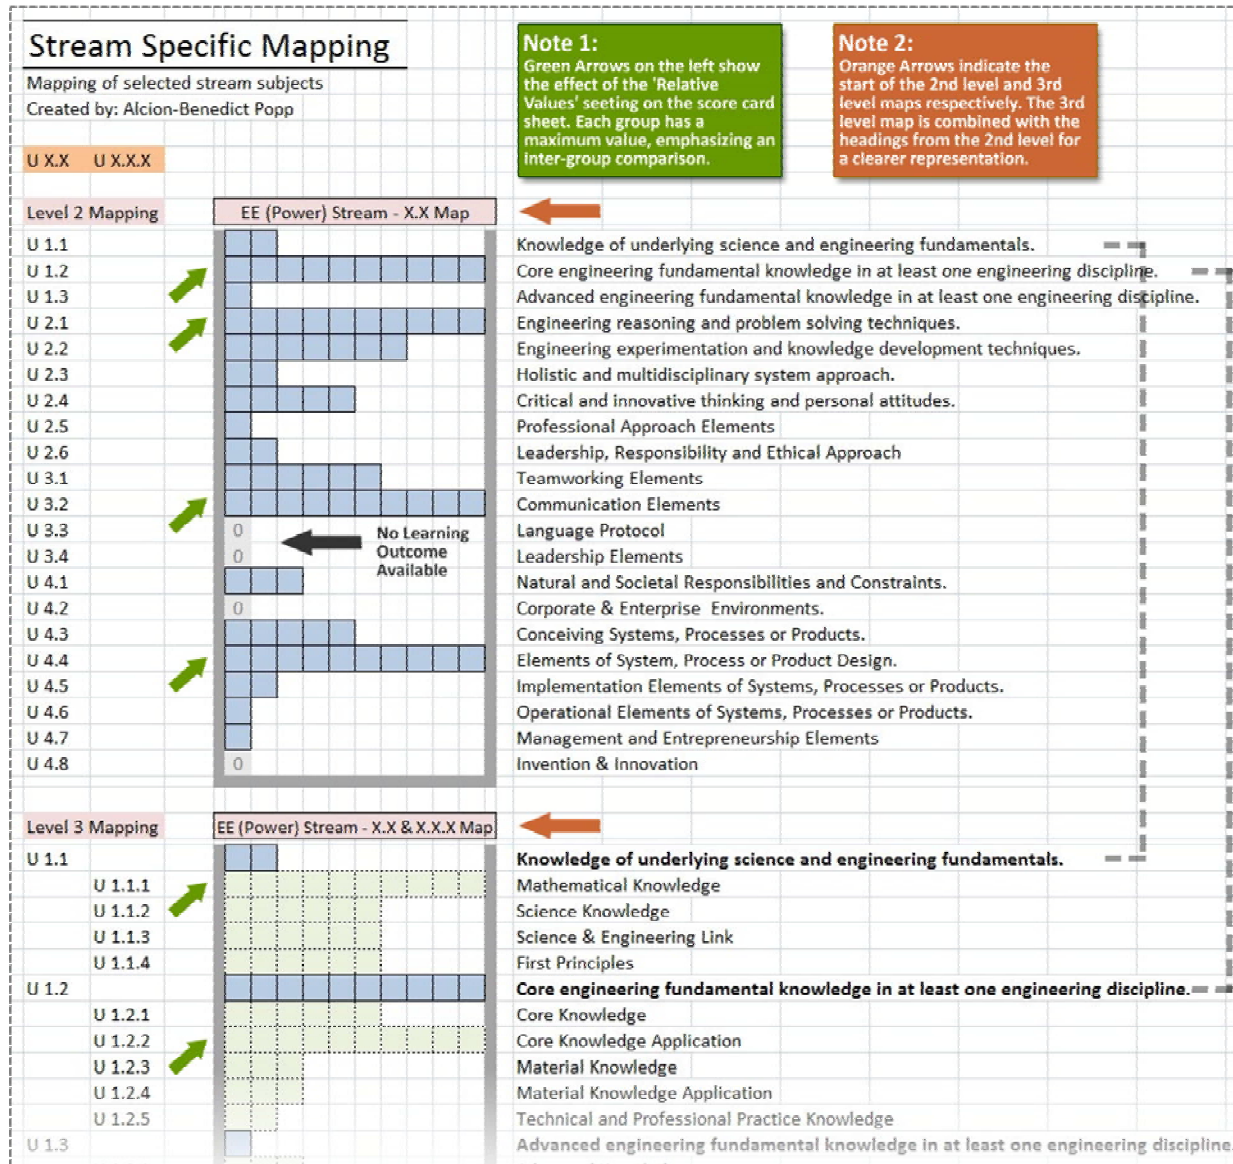 Stream Specific Mapping
Mapping of selected stream subjects
Created by: Alcion-Benedict Popp
Note 1:
Green Arrows on the left show
the effect of the 'Relative
Values' seeting on the score card
sheet. Each group has a
maximum value, emphasizing an
inter-group comparison.
Note 2:
Orange Arrows indicate the
start of the 2nd level and 3rd
level maps respectively. The 3rd
level map is combined with the
headings from the 2nd level for
a clearer representation.
U X.X U X.X.X
Level 2 Mapping EE (Power) Stream - X.X Map
U 1.1 Knowledge of underlying science and engineering fundamentals.
U 1.2 Core engineering fundamental knowledge in at least one engineering discipline.
U 1.3 Advanced engineering fundamental knowledge in at least one engineering discipline.
U 2.1 Engineering reasoning and problem solving techniques.
U 2.2 Engineering experimentation and knowledge development techniques.
U 2.3 Holistic and multidisciplinary system approach.
U 2.4 Critical and innovative thinking and personal attitudes.
U 2.5 Professional Approach Elements
U 2.6 Leadership, Responsibility and Ethical Approach
U 3.1 Teamworking Elements
U 3.2 Communication Elements
U 3.3 0 Language Protocol
U 3.4 0 Leadership Elements
No Learning
Outcome
Available
U 4.1 Natural and Societal Responsibilities and Constraints.
U 4.2 0 Corporate & Enterprise Environments.
U 4.3 Conceiving Systems, Processes or Products.
U 4.4 Elements of System, Process or Product Design.
U 4.5 Implementation Elements of Systems, Processes or Products.
U 4.6 Operational Elements of Systems, Processes or Products.
U 4.7 Management and Entrepreneurship Elements
U 4.8 0 Invention & Innovation
Level 3 Mapping EE (Power) Stream - X.X & X.X.X Map
U 1.1 Knowledge of underlying science and engineering fundamentals.
U 1.1.1 Mathematical Knowledge
U 1.1.2 Science Knowledge
U 1.1.3 Science & Engineering Link
U 1.1.4 First Principles
U 1.2 Core engineering fundamental knowledge in at least one engineering discipline.
U 1.2.1 Core Knowledge
U 1.2.2 Core Knowledge Application
U 1.2.3 Material Knowledge
U 1.2.4 Material Knowledge Application
U 1.2.5 Technical and Professional Practice Knowledge
U 1.3 Advanced engineering fundamental knowledge in at least one engineering discipline.